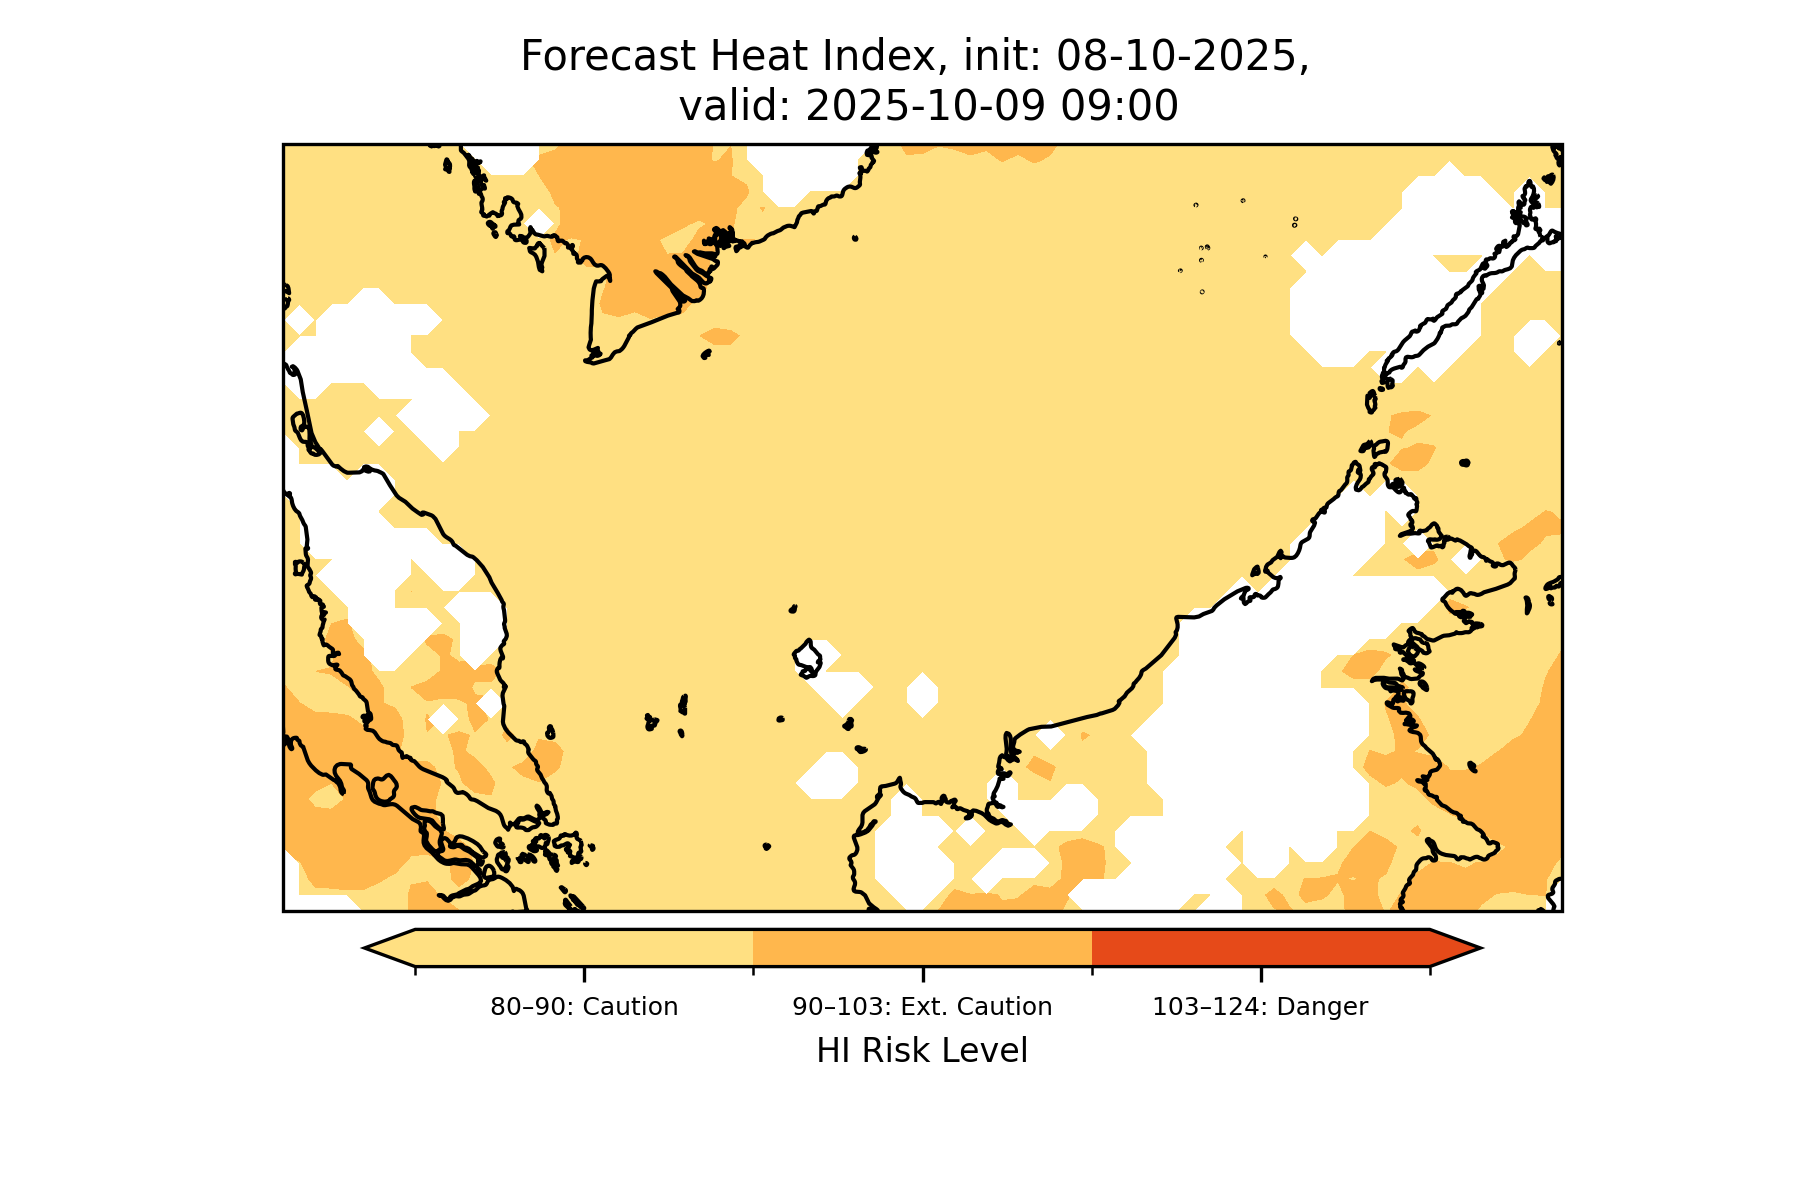 Forecast Heat Index, init: 08-10-2025,
valid: 2025-10-09 09:00
80–90: Caution
90–103: Ext. Caution
103–124: Danger
HI Risk Level